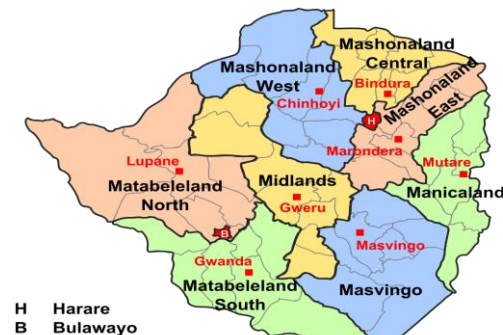 Mashonaland
Central
Bindura
Mashonaland
West
Chinhoyi
Mashonaland
East
H
Marondera
Mutare
Manicaland
Lupane
Matabeleland
North
Midlands
Gweru
B
Masvingo
Gwanda
Matabeleland
South
Masvingo
H Harare
B Bulawayo